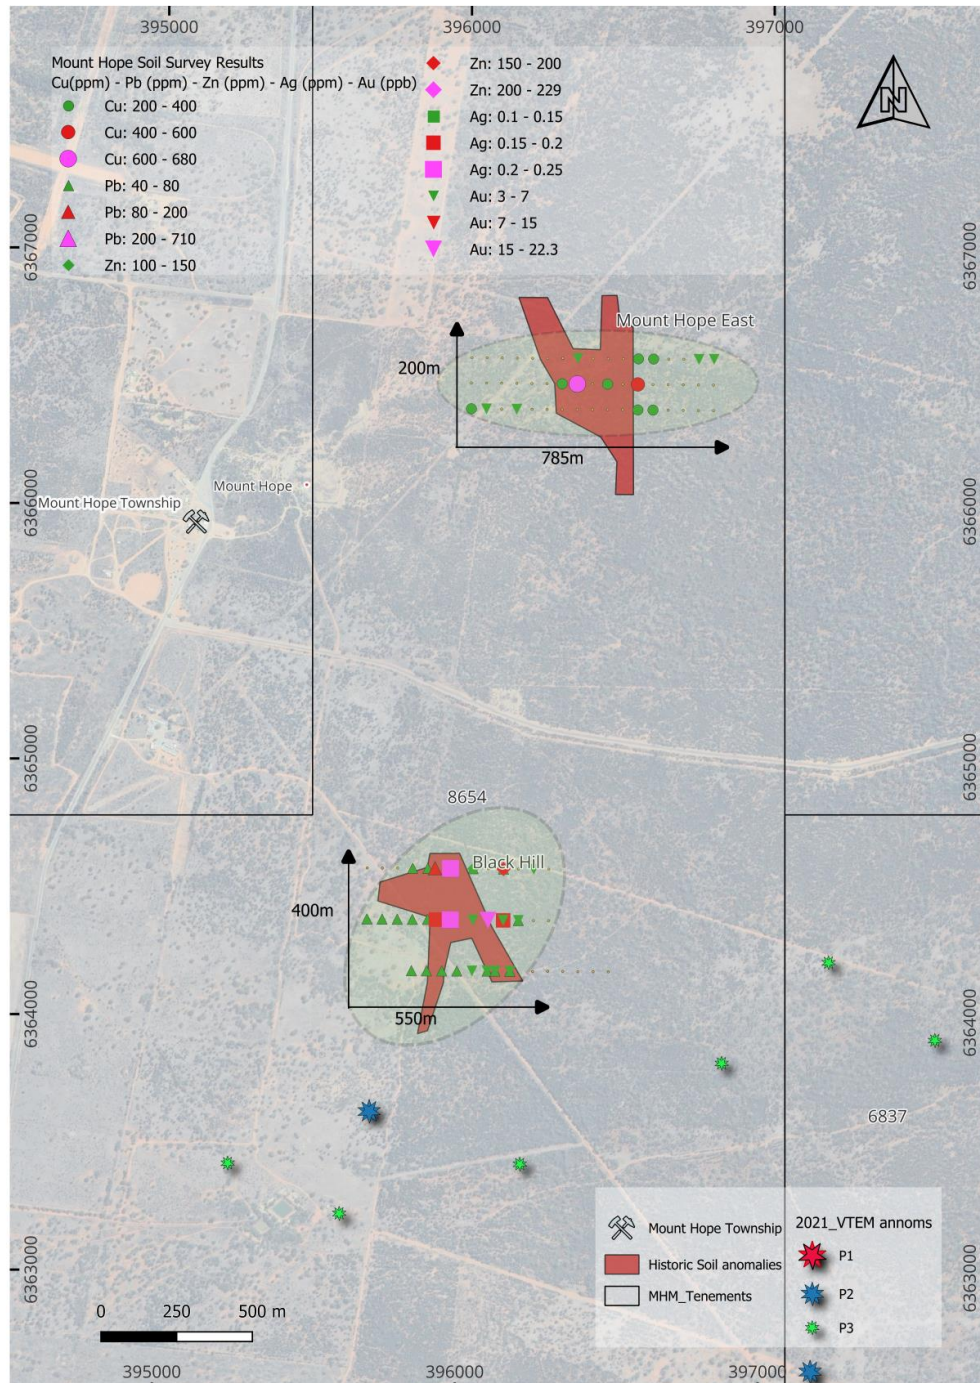 395000
396000
397000
Mount Hope Soil Survey Results
Cu(ppm) - Pb (ppm) - Zn (ppm) - Ag (ppm) - Au (ppb)
Cu: 200 - 400
Cu: 400 - 600
Cu: 600 - 680
Pb: 40 - 80
Pb: 80 - 200
Pb: 200 - 710
Zn: 100 - 150
Zn: 150 - 200
Zn: 200 - 229
Ag: 0.1 - 0.15
Ag: 0.15 - 0.2
Ag: 0.2 - 0.25
Au: 3 - 7
Au: 7 - 15
Au: 15 - 22.3
N
6367000
6367000
Mount Hope East
200m
785m
Mount Hope
Mount Hope Township
6366000
6366000
6365000
6365000
8654
Black Hill
400m
550m
6364000
6364000
6837
Mount Hope Township
Historic Soil anomalies
MHM_Tenements
2021_VTEM annoms
P1
P2
P3
6363000
6363000
0 250 500 m
395000
396000
397000